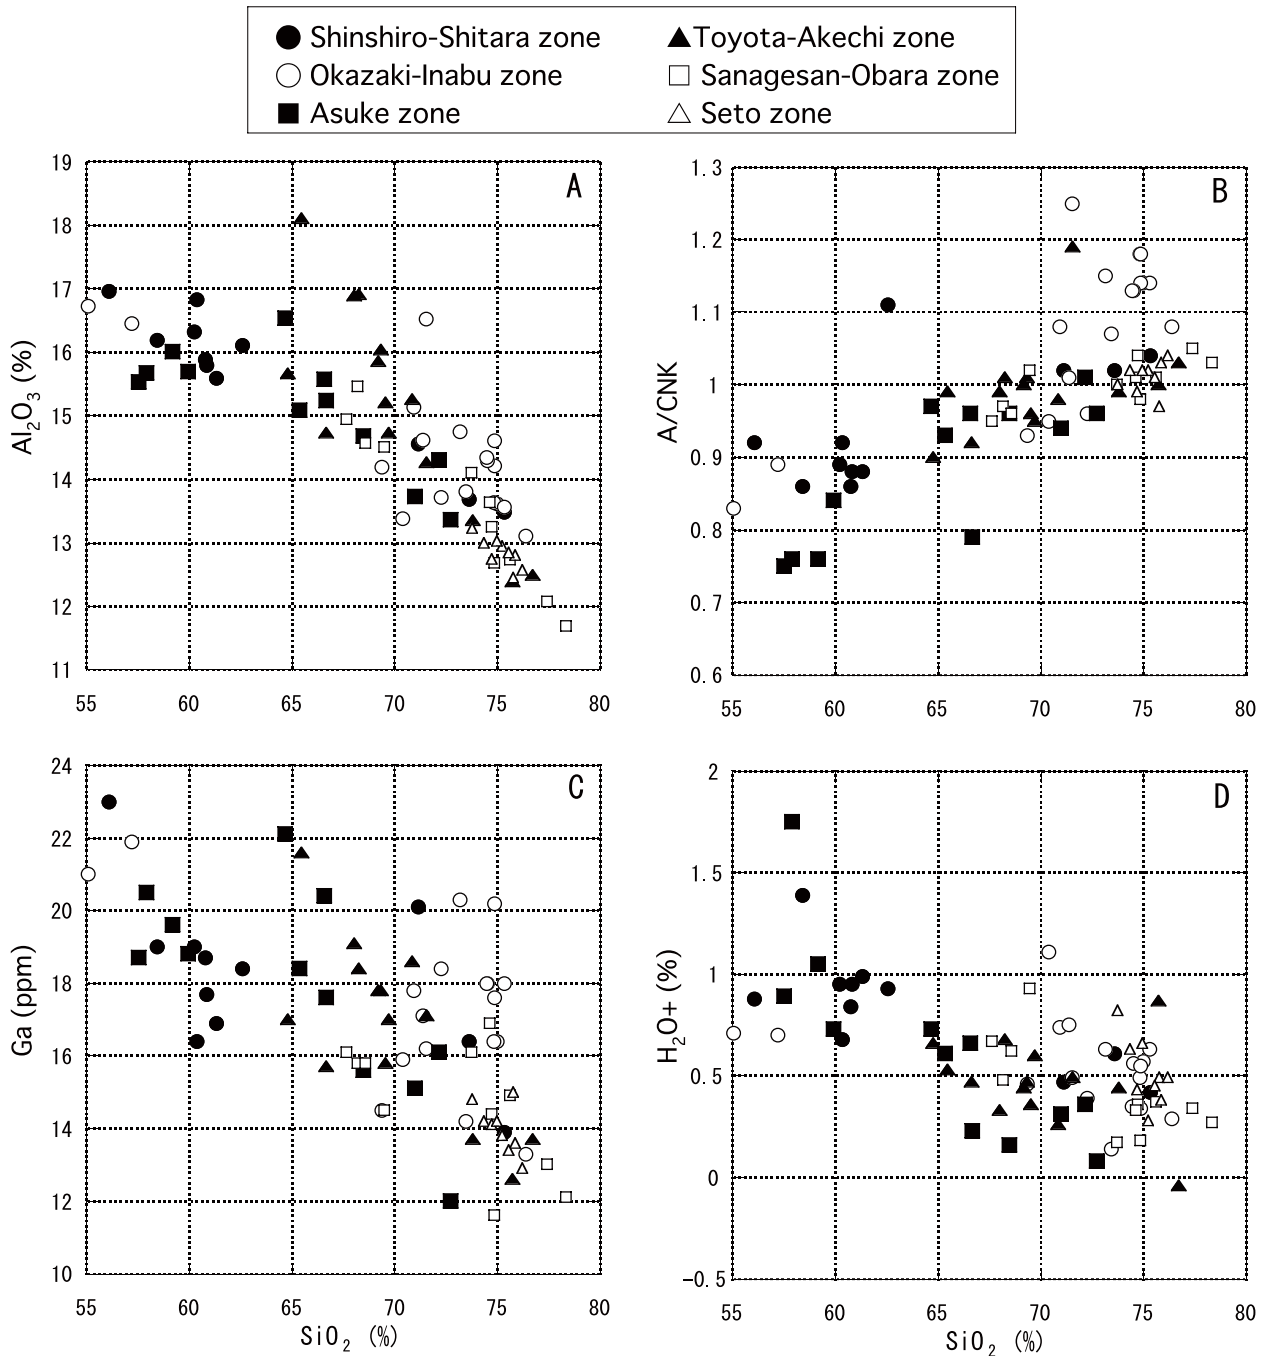 Shinshiro-Shitara zone
Toyota-Akechi zone
Okazaki-Inabu zone
Sanagesan-Obara zone
Asuke zone
Seto zone
A
Al₂O₃ (%)
19
18
17
16
15
14
13
12
11
55 60 65 70 75 80
B
A/CNK
1.3
1.2
1.1
1
0.9
0.8
0.7
0.6
55 60 65 70 75 80
C
Ga (ppm)
24
22
20
18
16
14
12
10
55 60 65 70 75 80
SiO₂ (%)
D
H₂O+ (%)
2
1.5
1
0.5
0
-0.5
55 60 65 70 75 80
SiO₂ (%)